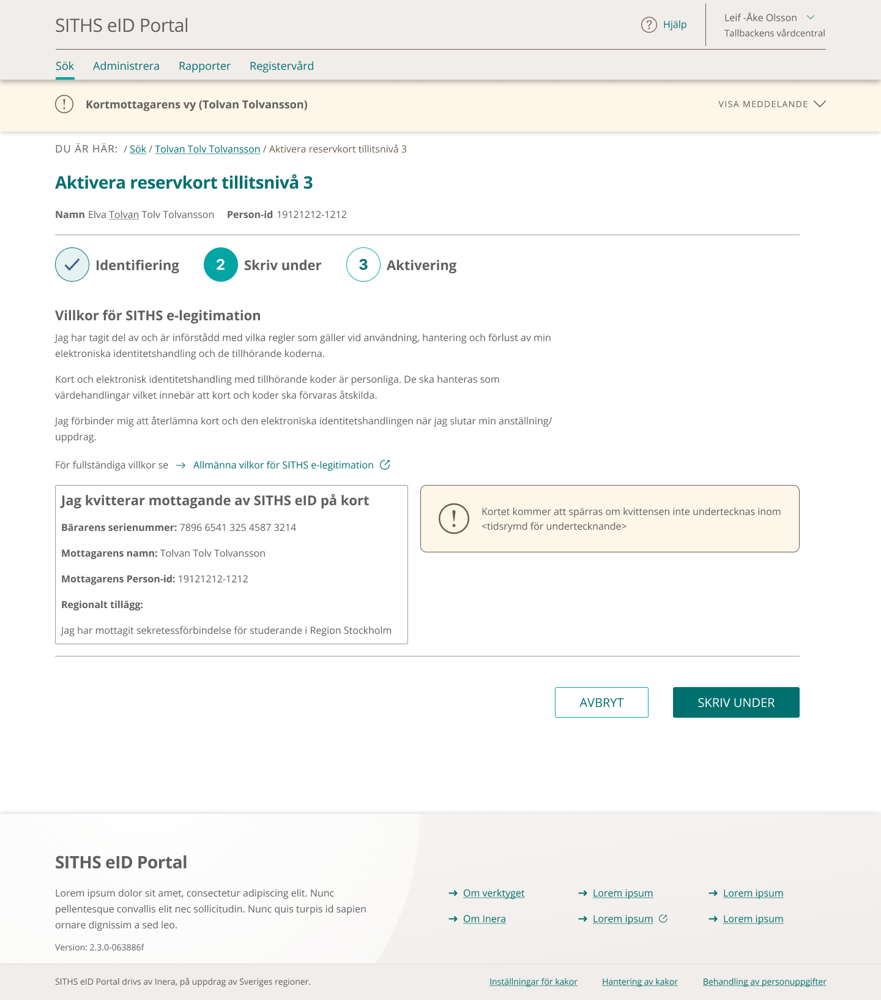 SITHS eID Portal
Hjälp
Leif -Åke Olsson
Tallbackens vårdcentral
Sök Administrera Rapporter Registervård
Kortmottagarens vy (Tolvan Tolvansson)
VISA MEDDELANDE
DU ÄR HÄR: / Sök / Tolvan Tolv Tolvansson / Aktivera reservkort tillitsnivå 3
Aktivera reservkort tillitsnivå 3
Namn Elva Tolvan Tolv Tolvansson Person-id 19121212-1212
Identifiering 2 Skriv under 3 Aktivering
Villkor för SITHS e-legitimation
Jag har tagit del av och är införstådd med vilka regler som gäller vid användning, hantering och förlust av min
elektroniska identitetshandling och de tillhörande koderna.
Kort och elektronisk identitetshandling med tillhörande koder är personliga. De ska hanteras som
värdehandlingar vilket innebär att kort och koder ska förvaras åtskilda.
Jag förbinder mig att återlämna kort och den elektroniska identitetshandlingen när jag slutar min anställning/
uppdrag.
För fullständiga villkor se → Allmänna vilkor för SITHS e-legitimation
Jag kvitterar mottagande av SITHS eID på kort
Bärarens serienummer: 7896 6541 325 4587 3214
Mottagarens namn: Tolvan Tolv Tolvansson
Mottagarens Person-id: 19121212-1212
Regionalt tillägg:
Jag har mottagit sekretessförbindelse för studerande i Region Stockholm
Kortet kommer att spärras om kvittensen inte undertecknas inom
<tidsrymd för undertecknande>
AVBRYT
SKRIV UNDER
SITHS eID Portal
Lorem ipsum dolor sit amet, consectetur adipiscing elit. Nunc
pellentesque convallis elit nec sollicitudin. Nunc quis turpis id sapien
ornare dignissim a sed leo.
Version: 2.3.0-063886f
→ Om verktyget → Lorem ipsum → Lorem ipsum
→ Om Inera → Lorem ipsum → Lorem ipsum
SITHS eID Portal drivs av Inera, på uppdrag av Sveriges regioner.
Inställningar för kakor Hantering av kakor Behandling av personuppgifter